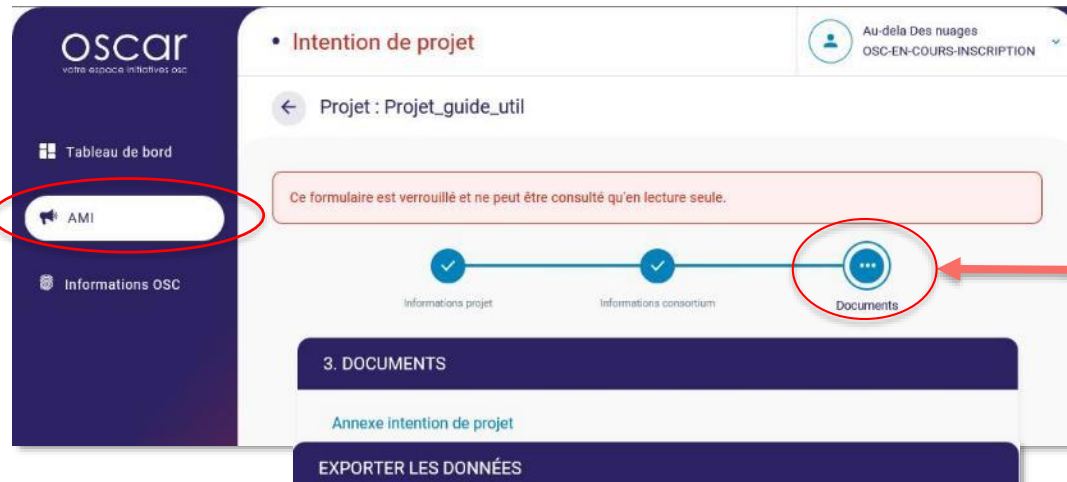 oscar
votre espace initiatives osc
Tableau de bord
AMI
Informations OSC
• Intention de projet
Au-dela Des nuages
OSC-EN-COURS-INSCRIPTION
Projet : Projet_guide_util
Ce formulaire est verrouillé et ne peut être consulté qu'en lecture seule.
Informations projet
Informations consortium
Documents
3. DOCUMENTS
Annexe intention de projet
EXPORTER LES DONNÉES